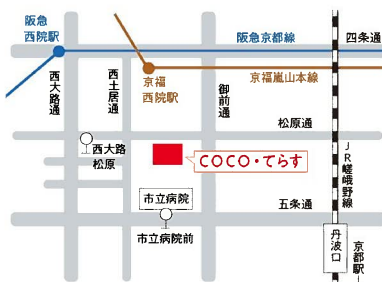 阪急
西院駅
阪急京都線
四条通
京福
西院駅
京福嵐山本線
西大路通
西土居通
御前通
松原通
西大路
松原
COCO・てらす
JR嵯峨野線
市立病院
五条通
市立病院前
丹波口
京都駅